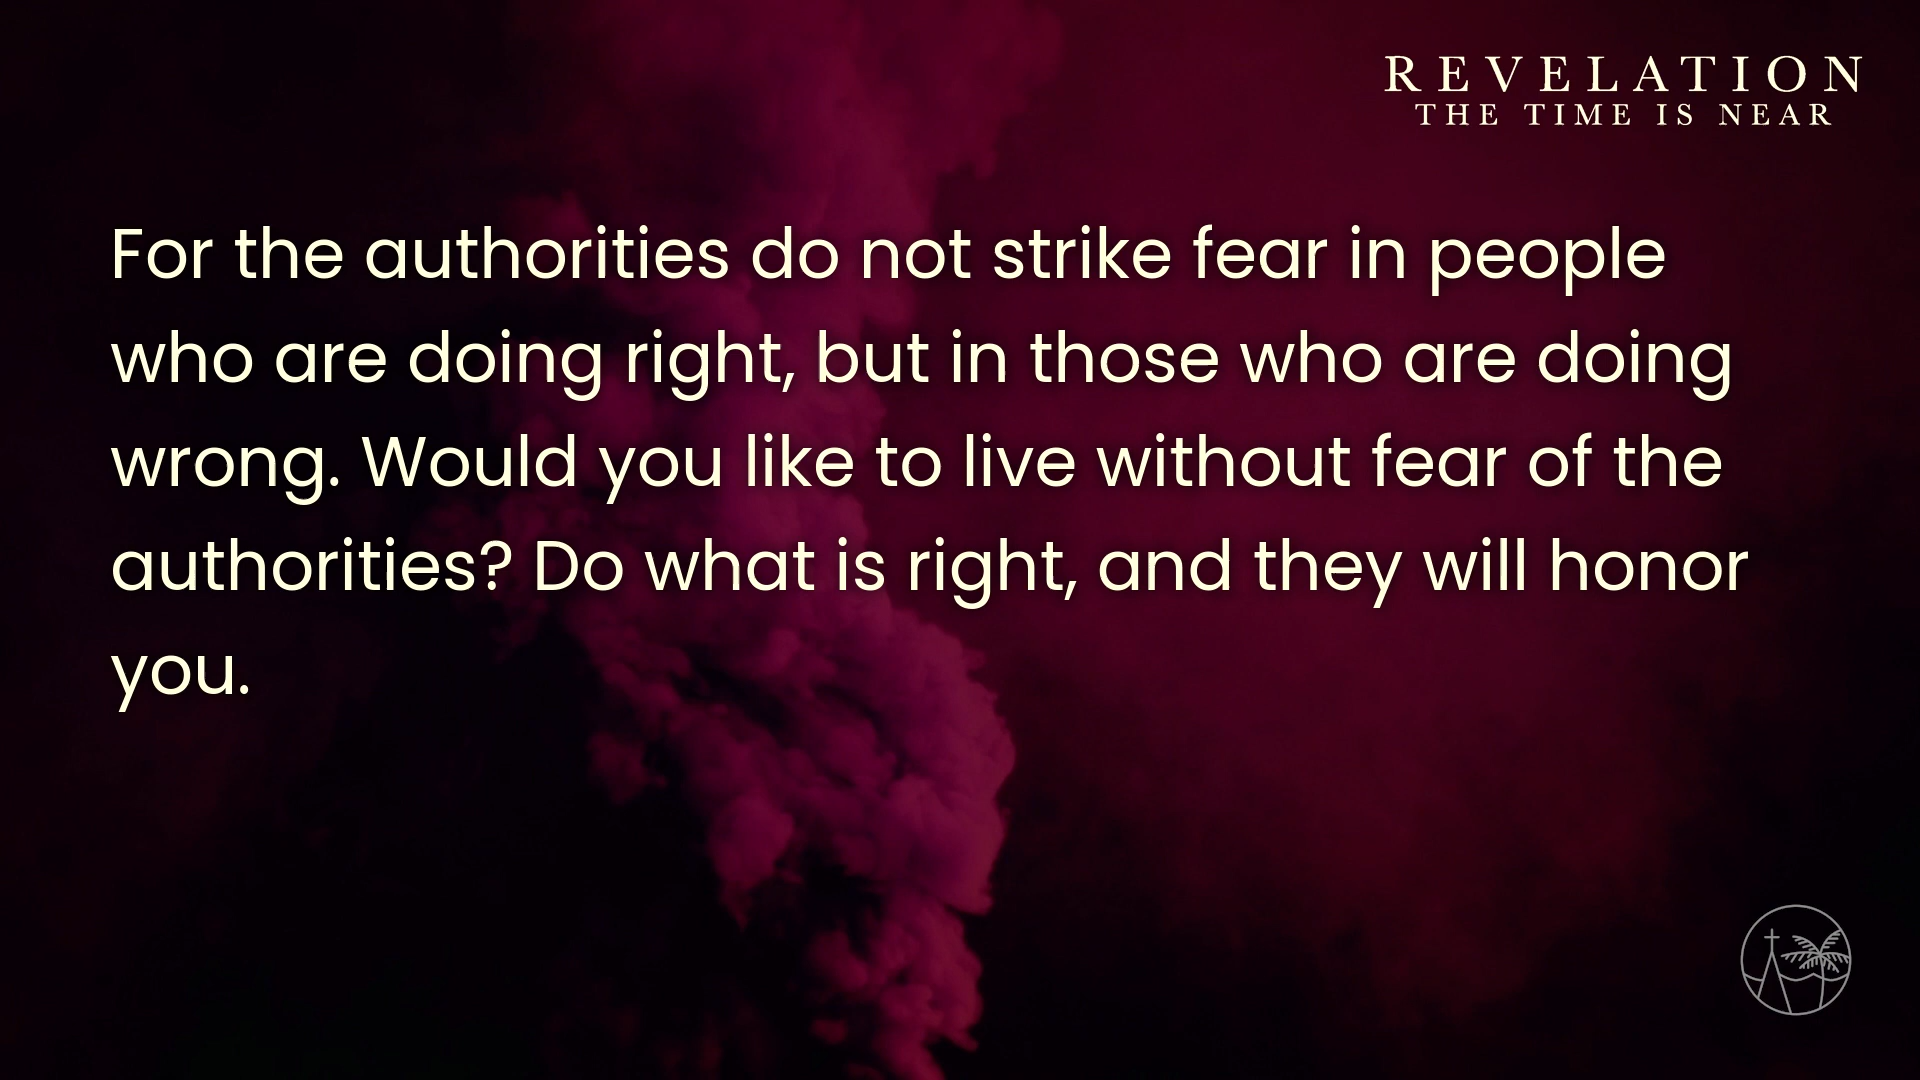 REVELATION
THE TIME IS NEAR
For the authorities do not strike fear in people
who are doing right, but in those who are doing
wrong. Would you like to live without fear of the
authorities? Do what is right, and they will honor
you.